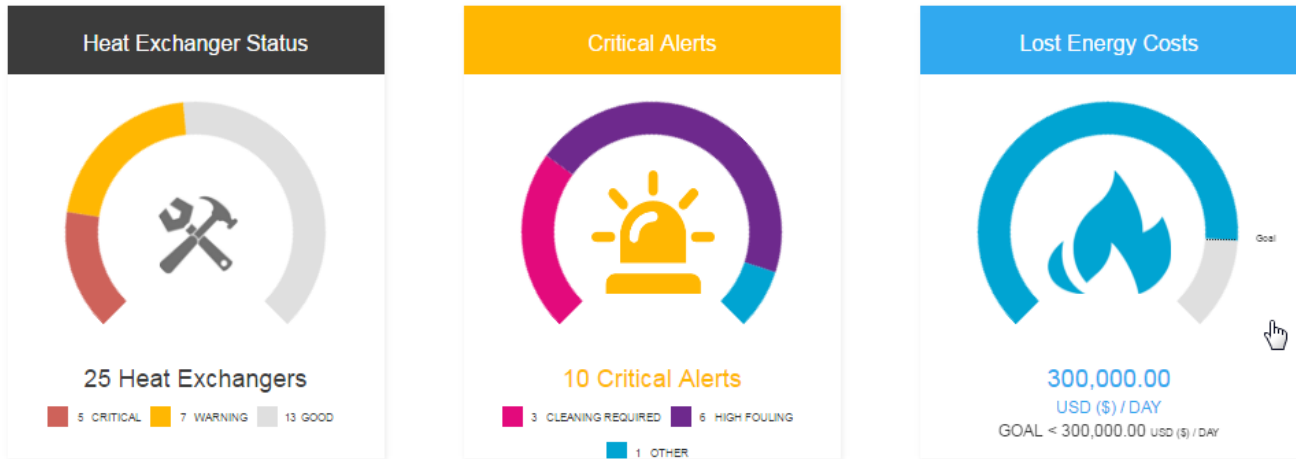 Heat Exchanger Status
25 Heat Exchangers
5 CRITICAL 7 WARNING 13 GOOD
Critical Alerts
10 Critical Alerts
3 CLEANING REQUIRED 6 HIGH FOULING
1 OTHER
Lost Energy Costs
Goal
300,000.00
USD ($) / DAY
GOAL < 300,000.00 USD ($) / DAY